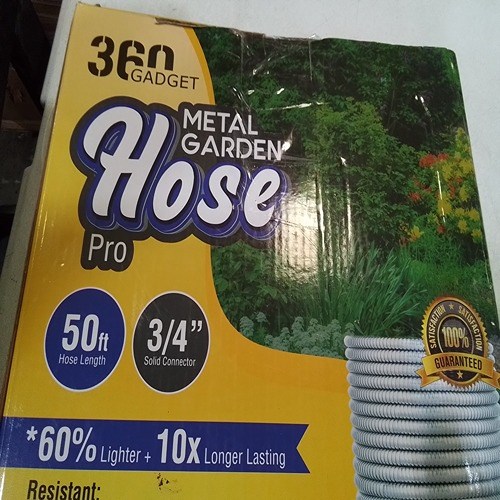 360
GADGET
METAL
GARDEN
Hose
Pro
50ft
Hose Length
3/4”
Solid Connector
SATISFACTION ★ SATISFACTION
100%
GUARANTEED
*60% Lighter + 10x Longer Lasting
Resistant: